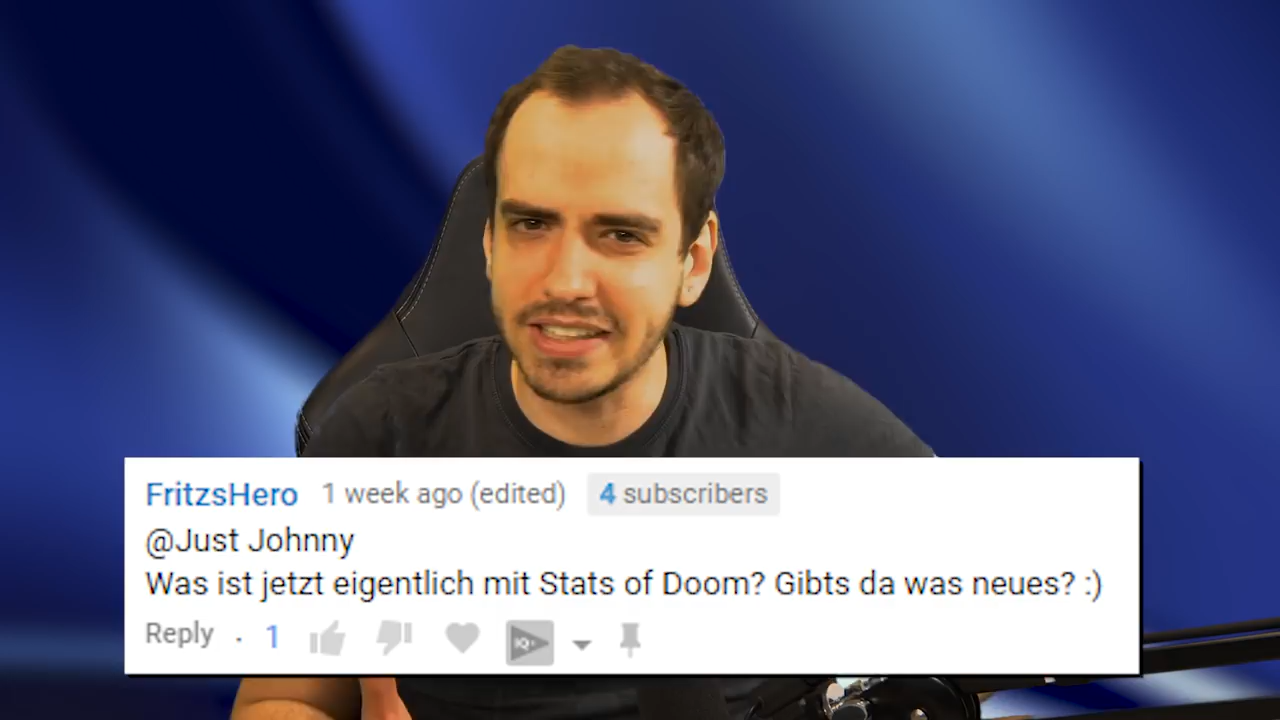 FritzsHero 1 week ago (edited) 4 subscribers
@Just Johnny
Was ist jetzt eigentlich mit Stats of Doom? Gibts da was neues? :)
Reply · 1 IQ